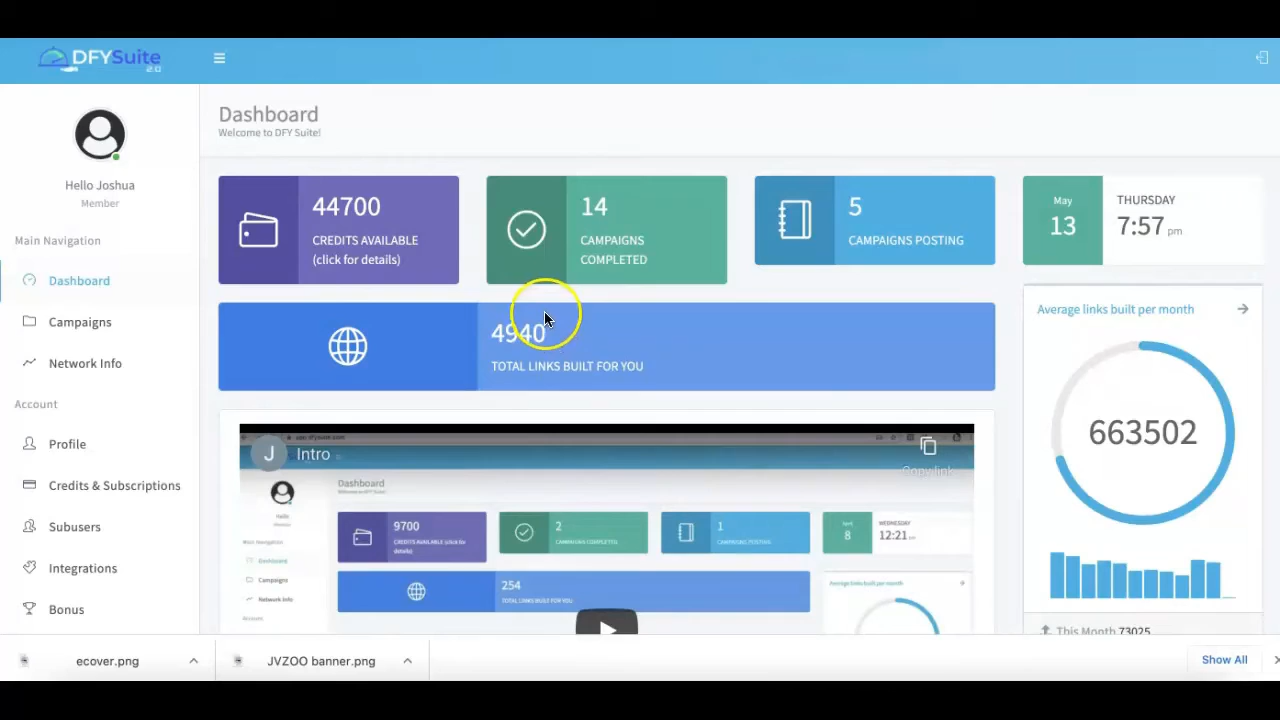 DFYSuite
2.0
Hello Joshua
Member
Main Navigation
Dashboard
Campaigns
Network Info
Account
Profile
Credits & Subscriptions
Subusers
Integrations
Bonus
Dashboard
Welcome to DFY Suite!
44700
CREDITS AVAILABLE
(click for details)
14
CAMPAIGNS
COMPLETED
5
CAMPAIGNS POSTING
May
13
THURSDAY
7:57 pm
4940
TOTAL LINKS BUILT FOR YOU
Average links built per month
663502
This Month 73025
J
Intro
Copy link
Dashboard
Welcome to DFY Suite!
Hello
Main Navigation
Dashboard
Campaigns
Network Info
9700
CREDITS AVAILABLE (click for
details)
2
CAMPAIGNS COMPLETED
1
CAMPAIGNS POSTING
8
WEDNESDAY
12:21 pm
254
TOTAL LINKS BUILT FOR YOU
Average links built per month
ecover.png
JVZOO banner.png
Show All